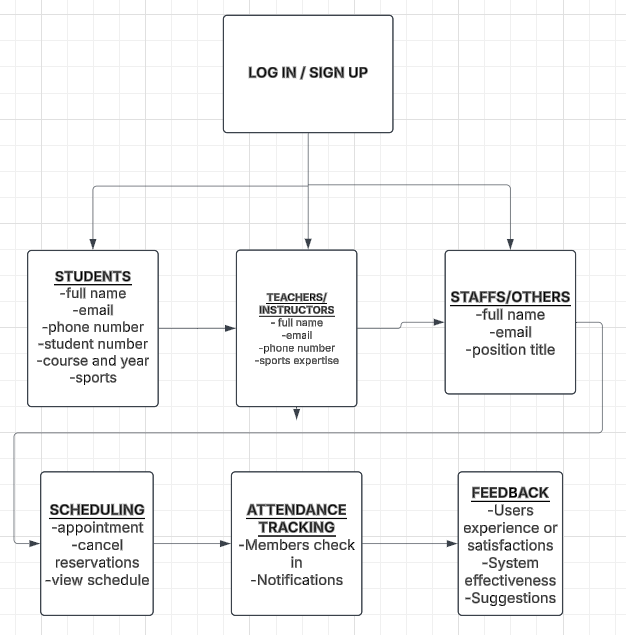 LOG IN / SIGN UP
STUDENTS
-full name
-email
-phone number
-student number
-course and year
-sports
TEACHERS/
INSTRUCTORS
- full name
-email
-phone number
-sports expertise
STAFFS/OTHERS
-full name
-email
-position title
SCHEDULING
-appointment
-cancel
reservations
-view schedule
ATTENDANCE
TRACKING
-Members check
in
-Notifications
FEEDBACK
-Users
experience or
satisfactions
-System
effectiveness
-Suggestions